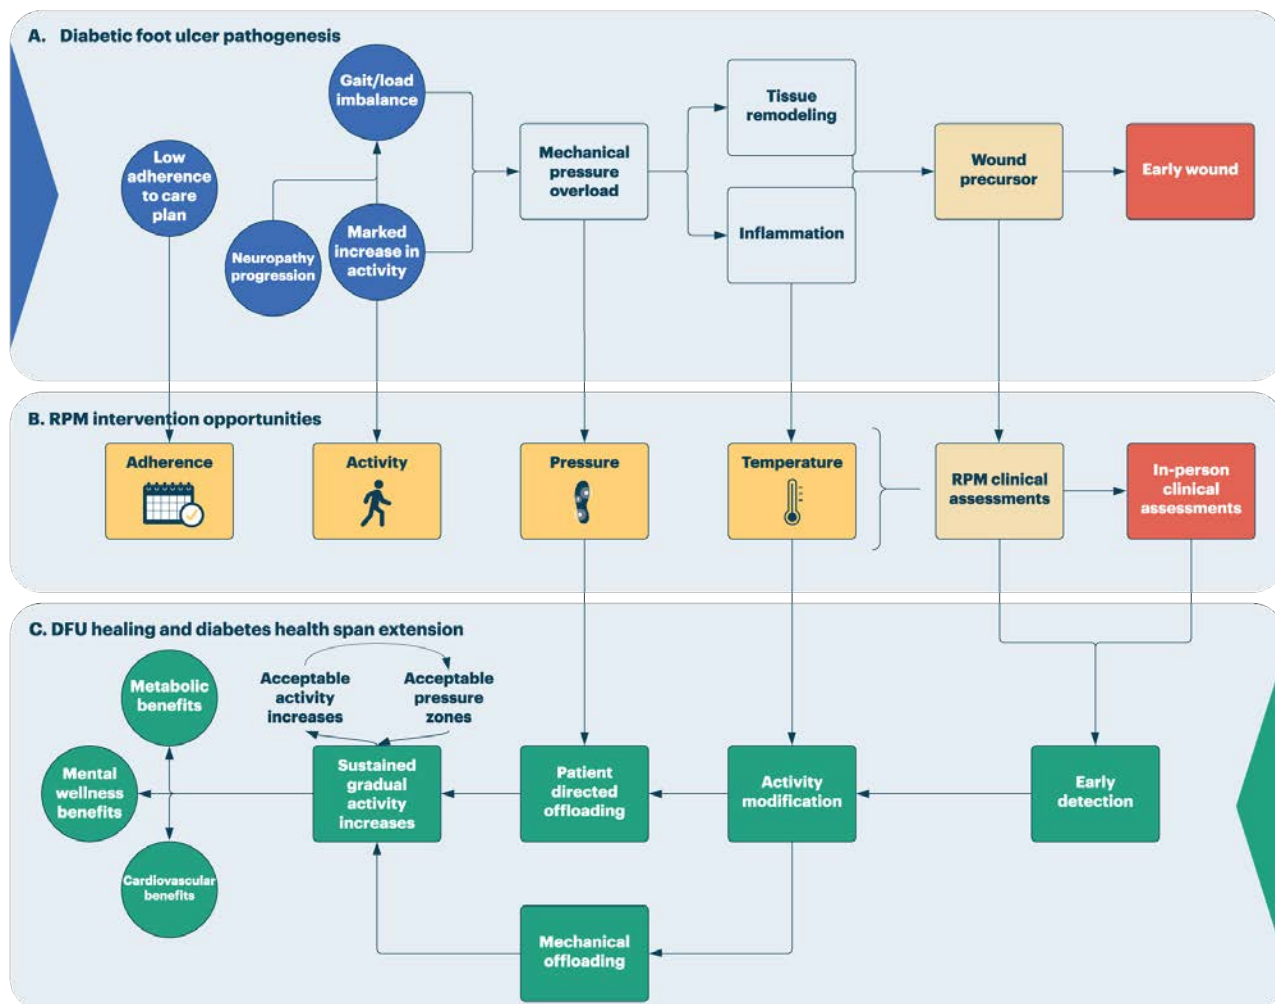 A. Diabetic foot ulcer pathogenesis
Gait/load
imbalance
Low
adherence
to care
plan
Neuropathy
progression
Marked
increase in
activity
Mechanical
pressure
overload
Tissue
remodeling
Inflammation
Wound
precursor
Early wound
B. RPM intervention opportunities
Adherence
Activity
Pressure
Temperature
RPM clinical
assessments
In-person
clinical
assessments
C. DFU healing and diabetes health span extension
Metabolic
benefits
Mental
wellness
benefits
Cardiovascular
benefits
Acceptable
activity
increases
Acceptable
pressure
zones
Sustained
gradual
activity
increases
Patient
directed
offloading
Activity
modification
Early
detection
Mechanical
offloading